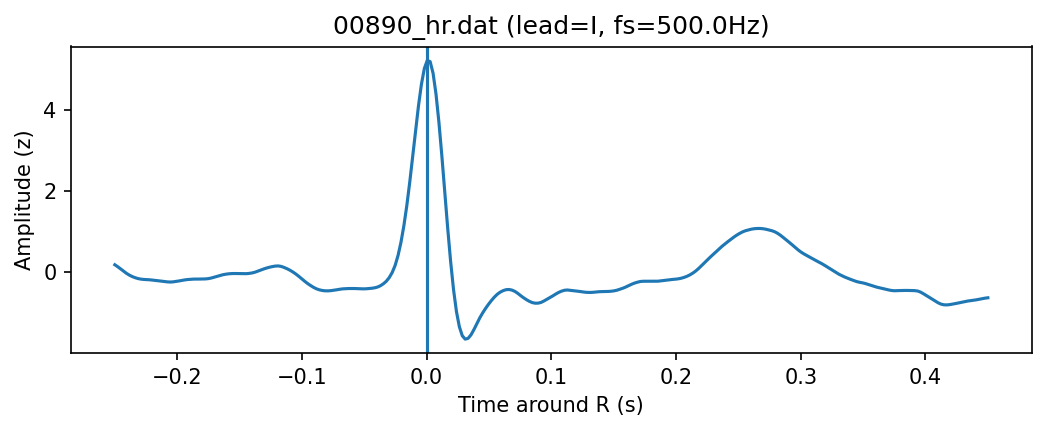 00890_hr.dat (lead=I, fs=500.0Hz)
Amplitude (z)
4
2
0
−0.2 −0.1 0.0 0.1 0.2 0.3 0.4
Time around R (s)